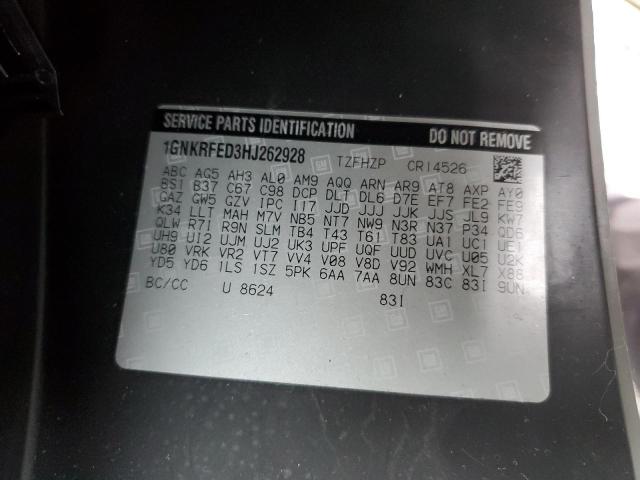 SERVICE PARTS IDENTIFICATION DO NOT REMOVE
1GNKRFED3HJ262928 TZFHZP CR14526
ABC AG5 AH3 AL0 AM9 AQQ ARN AR9 AT8 AXP AY0
BS1 B37 C67 C98 DCP DLT DL6 D7E EF7 FE2 FE9
GAZ GW5 GZV IPC I17 JJD JJJ JJK JJS JL9 KW7
K34 LLT MAH M7V NB5 NT7 NW9 N3R N37 P34 QD6
QLW R7I R9N SLM TB4 T43 T61 T83 UA1 UC1 UE1
UH9 UI2 UJM UJ2 UK3 UPF UQF UUD UVC U05 U2K
U80 VRK VR2 VT7 VV4 V08 V8D V92 WMH XL7 X88
YD5 YD6 1LS 1SZ 5PK 6AA 7AA 8UN 83C 83I 9UN
BC/CC U 8624 83I